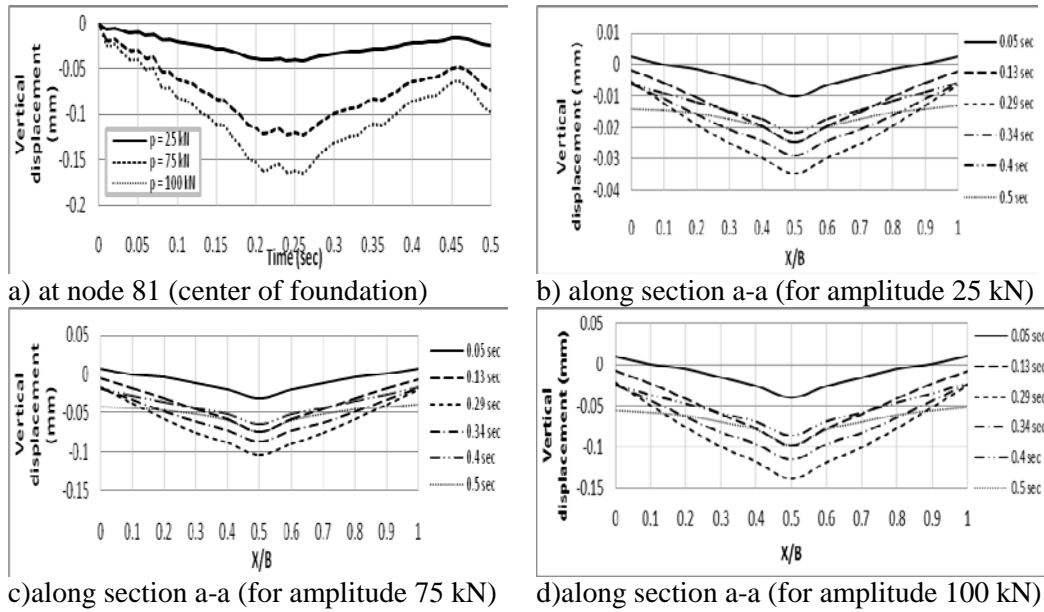 Vertical displacement (mm)
0
-0.05
-0.1
-0.15
-0.2
p = 25 kN
p = 75 kN
p = 100 kN
0 0.05 0.1 0.15 0.2 0.25 0.3 0.35 0.4 0.45 0.5
Time (sec)
a) at node 81 (center of foundation)
Vertical displacement (mm)
0.01
0
-0.01
-0.02
-0.03
-0.04
0 0.1 0.2 0.3 0.4 0.5 0.6 0.7 0.8 0.9 1
X/B
0.05 sec
0.13 sec
0.29 sec
0.34 sec
0.4 sec
0.5 sec
b) along section a-a (for amplitude 25 kN)
Vertical displacement (mm)
0.05
0
-0.05
-0.1
-0.15
0 0.1 0.2 0.3 0.4 0.5 0.6 0.7 0.8 0.9 1
X/B
0.05 sec
0.13 sec
0.29 sec
0.34 sec
0.4 sec
0.5 sec
c)along section a-a (for amplitude 75 kN)
Vertical displacement (mm)
0.05
0
-0.05
-0.1
-0.15
0 0.1 0.2 0.3 0.4 0.5 0.6 0.7 0.8 0.9 1
X/B
0.05 sec
0.13 sec
0.29 sec
0.34 sec
0.4 sec
0.5 sec
d)along section a-a (for amplitude 100 kN)